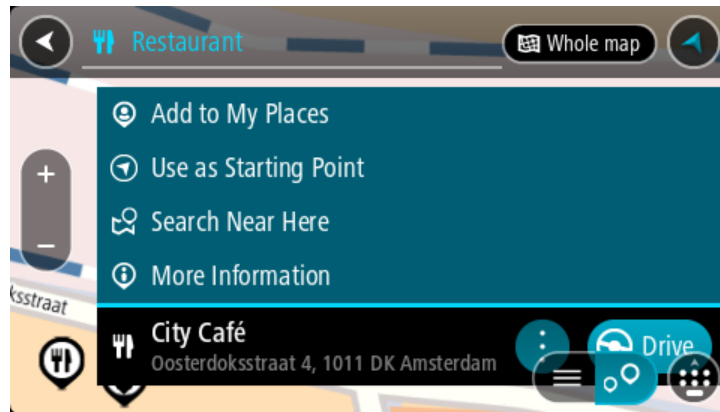 Restaurant
Whole map
Add to My Places
Use as Starting Point
Search Near Here
More Information
City Café
Drive
Oosterdoksstraat 4, 1011 DK Amsterdam
ksstraat